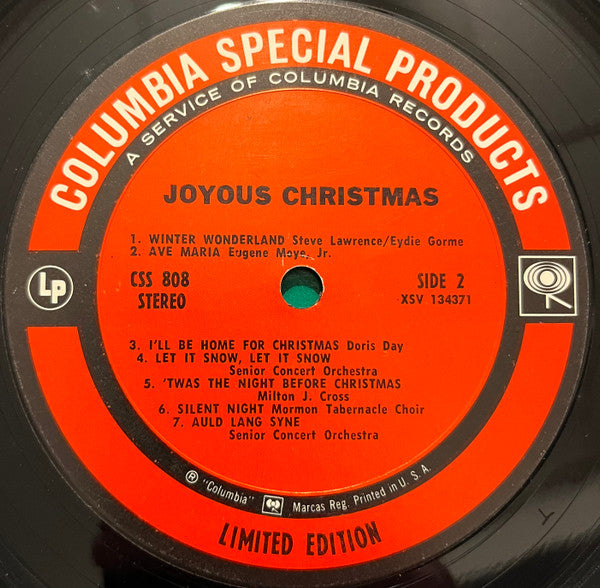 COLUMBIA SPECIAL PRODUCTS
A SERVICE OF COLUMBIA RECORDS
JOYOUS CHRISTMAS
1. WINTER WONDERLAND Steve Lawrence/Eydie Gorme
2. AVE MARIA Eugene Moye, Jr.
CSS 808
SIDE 2
STEREO
XSV 134371
LP
3. I'LL BE HOME FOR CHRISTMAS Doris Day
4. LET IT SNOW, LET IT SNOW
Senior Concert Orchestra
5. 'TWAS THE NIGHT BEFORE CHRISTMAS
Milton J. Cross
6. SILENT NIGHT Mormon Tabernacle Choir
7. AULD LANG SYNE
Senior Concert Orchestra
® "Columbia" Marcas Reg. Printed in U. S. A.
LIMITED EDITION